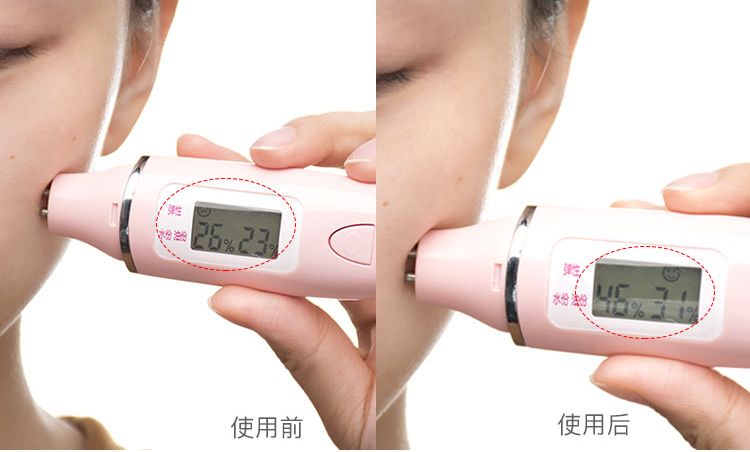 弹性
水份 油份
26% 23%
使用前
弹性
水份 油份
46% 31%
使用后